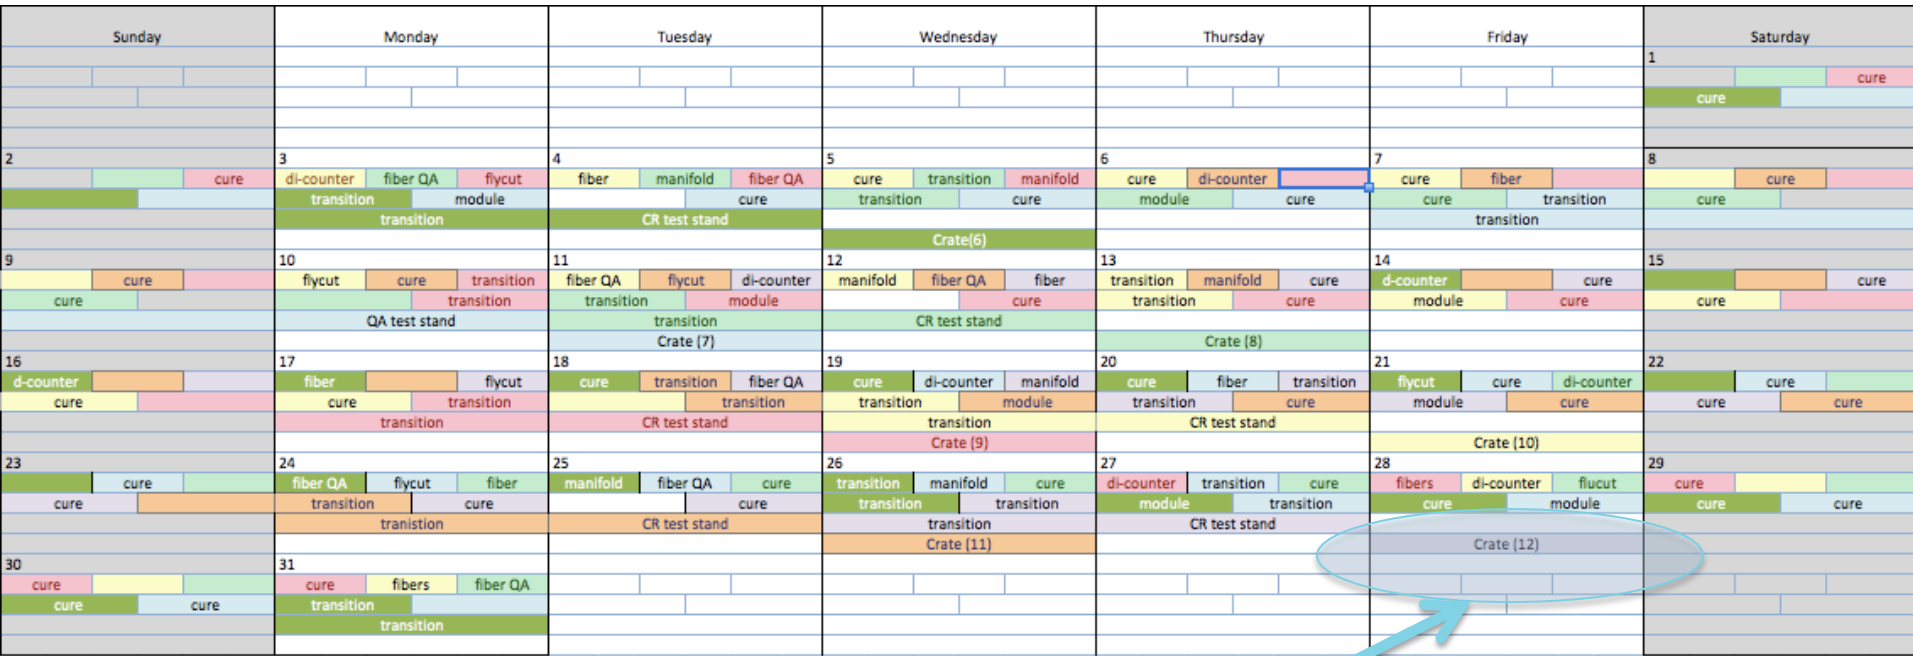 Sunday Monday Tuesday Wednesday Thursday Friday Saturday
1
cure
cure
2 3 4 5 6 7 8
cure di-counter fiber QA flycut fiber manifold fiber QA cure transition manifold cure di-counter cure fiber cure
transition module cure transition cure module cure cure transition cure
transition CR test stand transition
Crate(6)
9 10 11 12 13 14 15
cure flycut cure transition fiber QA flycut di-counter manifold fiber QA fiber transition manifold cure d-counter cure cure
cure transition transition module cure transition cure module cure cure
QA test stand transition CR test stand
Crate (7) Crate (8)
16 17 18 19 20 21 22
d-counter fiber flycut cure transition fiber QA cure di-counter manifold cure fiber transition flycut cure di-counter cure
cure cure transition transition transition module transition cure module cure cure cure
transition CR test stand transition CR test stand
Crate (9) Crate (10)
23 24 25 26 27 28 29
cure fiber QA flycut fiber manifold fiber QA cure transition manifold cure di-counter transition cure fibers di-counter flucut cure
cure transition cure cure transition transition module transition cure module cure cure
tranistion CR test stand transition CR test stand
Crate (11) Crate (12)
30 31
cure cure fibers fiber QA
cure cure transition
transition